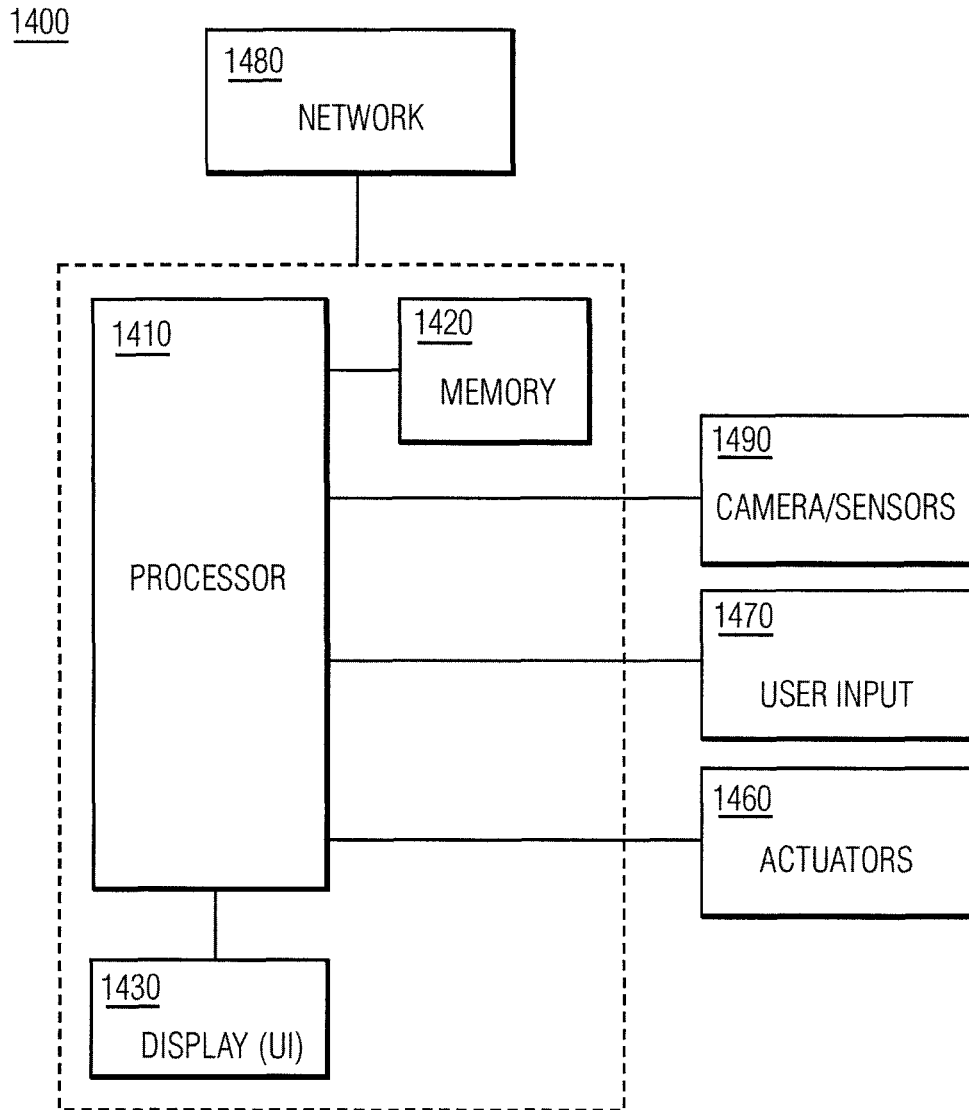 1400
1480
NETWORK
1410
PROCESSOR
1420
MEMORY
1490
CAMERA/SENSORS
1470
USER INPUT
1460
ACTUATORS
1430
DISPLAY (UI)